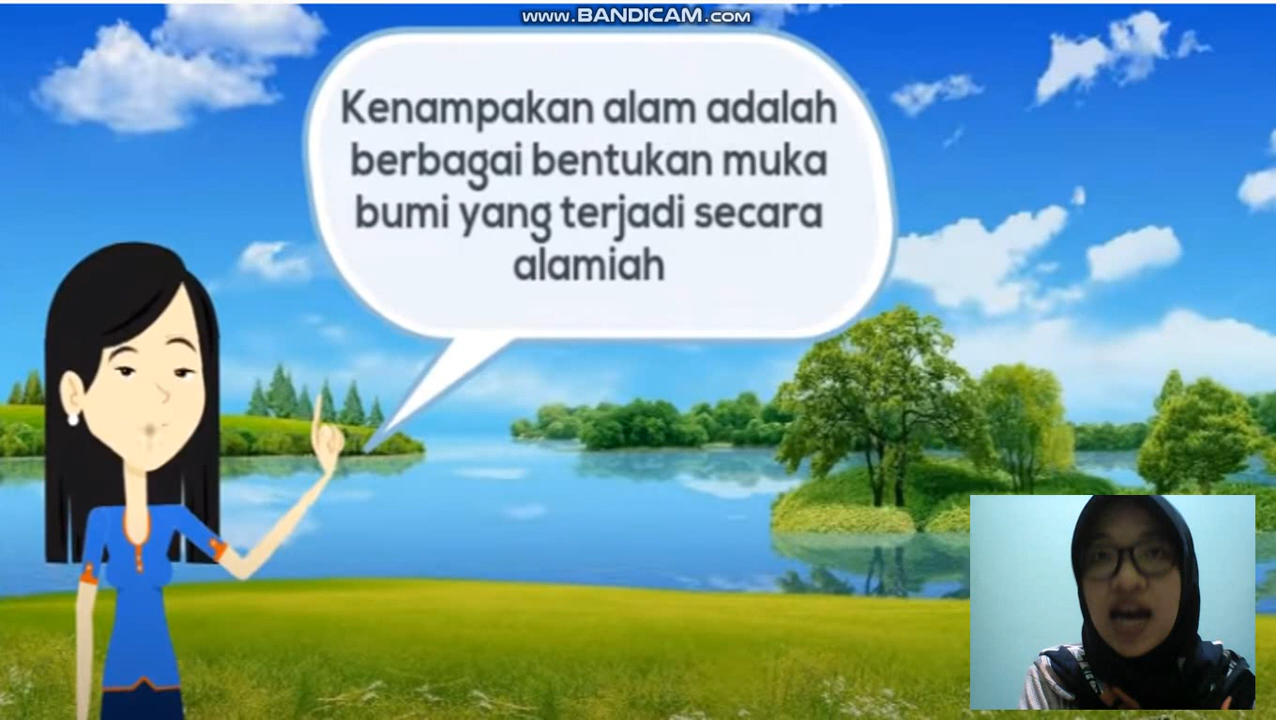 www.BANDICAM.com
Kenampakan alam adalah
berbagai bentukan muka
bumi yang terjadi secara
alamiah